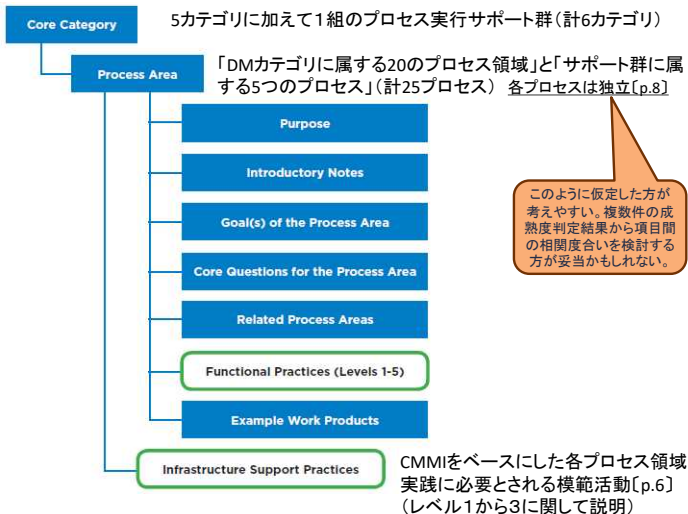 Core Category
5カテゴリに加えて１組のプロセス実行サポート群（計6カテゴリ）
Process Area
「DMカテゴリに属する20のプロセス領域」と「サポート群に属
する5つのプロセス」（計25プロセス） 各プロセスは独立〔p.8〕
Purpose
Introductory Notes
Goal(s) of the Process Area
Core Questions for the Process Area
Related Process Areas
Functional Practices (Levels 1-5)
Example Work Products
このように仮定した方が
考えやすい。複数件の成
熟度判定結果から項目間
の相関度合いを検討する
方が妥当かもしれない。
Infrastructure Support Practices
CMMIをベースにした各プロセス領域
実践に必要とされる模範活動〔p.6〕
（レベル１から３に関して説明）